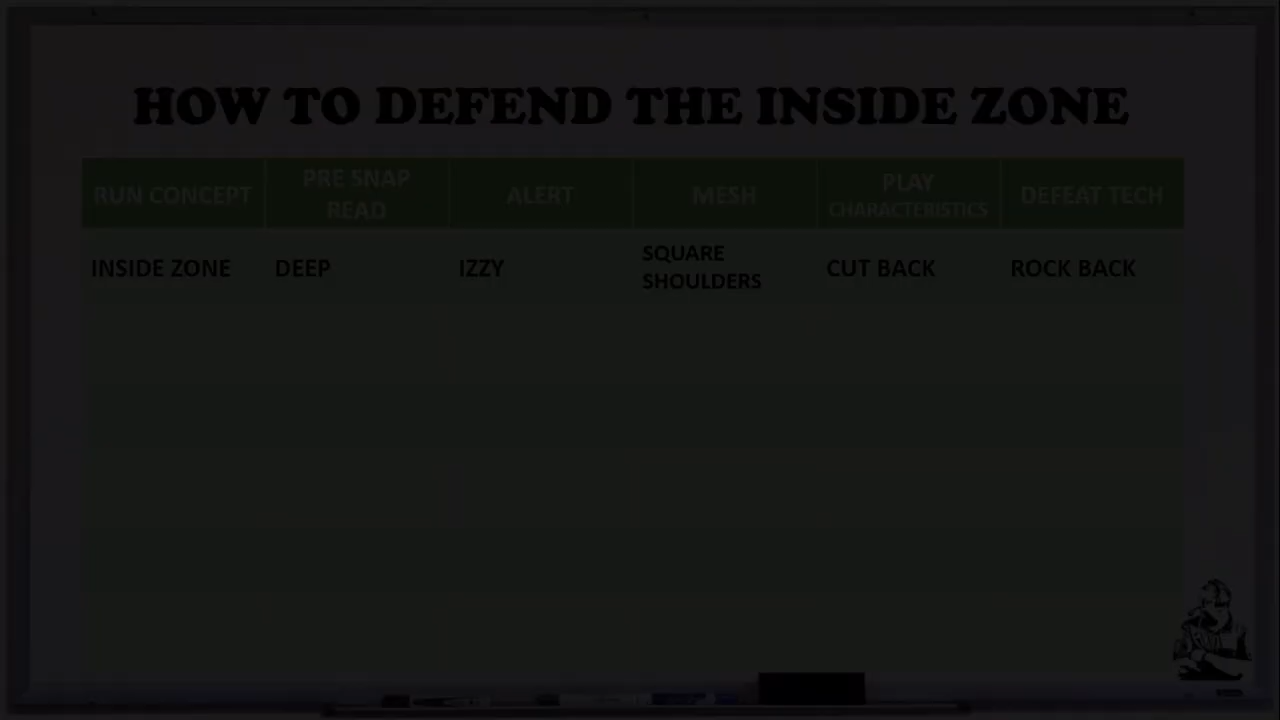 HOW TO DEFEND THE INSIDE ZONE
RUN CONCEPT
PRE SNAP
READ
ALERT
MESH
PLAY
CHARACTERISTICS
DEFEAT TECH
INSIDE ZONE
DEEP
IZZY
SQUARE
SHOULDERS
CUT BACK
ROCK BACK